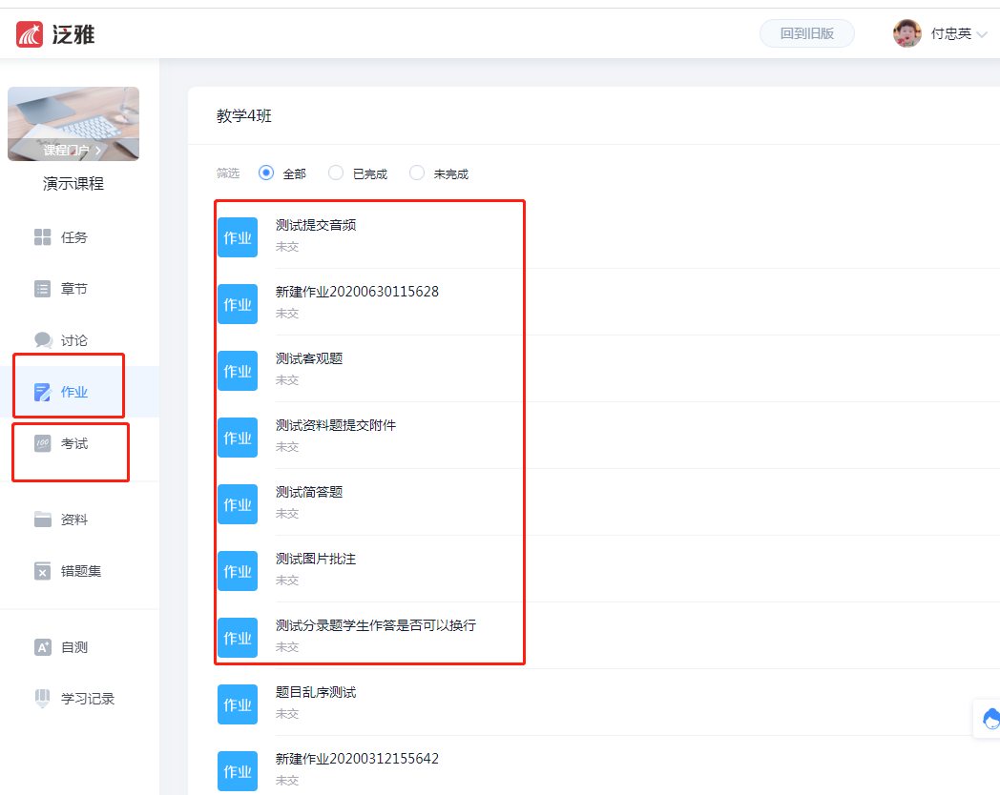 泛雅
回到旧版
付忠英
课程门户
演示课程
任务
章节
讨论
作业
100
考试
资料
错题集
A+
自测
学习记录
教学4班
筛选 全部 已完成 未完成
作业
测试提交音频
未交
作业
新建作业20200630115628
未交
作业
测试客观题
未交
作业
测试资料题提交附件
未交
作业
测试简答题
未交
作业
测试图片批注
未交
作业
测试分录题学生作答是否可以换行
未交
作业
题目乱序测试
未交
作业
新建作业20200312155642
未交